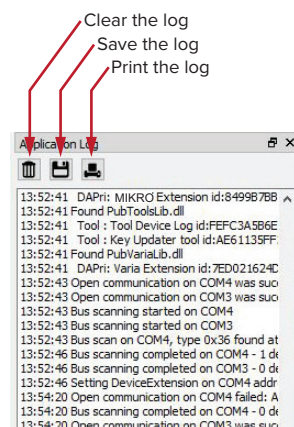 Clear the log
Save the log
Print the log
Application Log
13:52:41 DAPri: MIKRO Extension id:8499B7BB
13:52:41 Found PubToolsLib.dll
13:52:41 Tool : Tool Device Log id:FEFC3A5B6E
13:52:41 Tool : Key Updater tool id:AE61135FF
13:52:41 Found PubVariaLib.dll
13:52:41 DAPri: Varia Extension id:7ED021624D
13:52:43 Open communication on COM4 was succ
13:52:43 Bus scanning started on COM4
13:52:43 Bus scanning started on COM3
13:52:43 Bus scan on COM4, type 0x36 found at
13:52:46 Bus scanning completed on COM4 - 1 de
13:52:46 Bus scanning completed on COM3 - 0 de
13:52:46 Setting DeviceExtension on COM4 addr
13:54:20 Open communication on COM4 failed: A
13:54:20 Bus scanning completed on COM4 - 0 de
13:54:20 Open communication on COM3 was succ